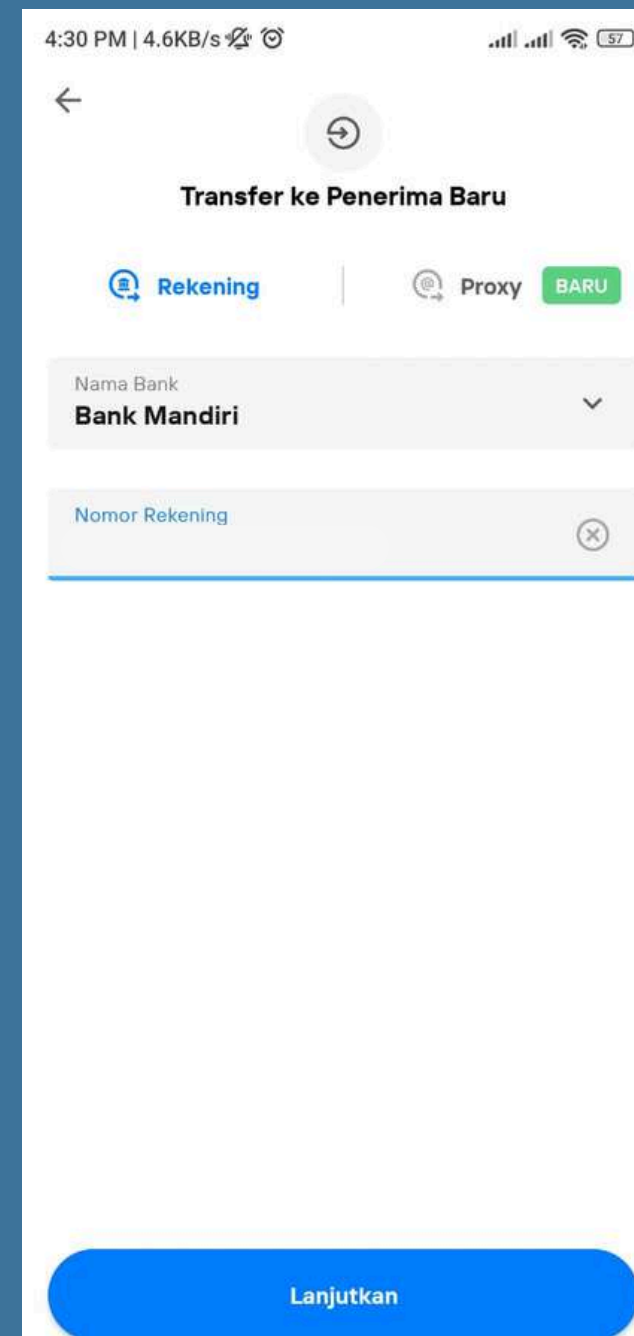 4:30 PM | 4.6KB/s 57
Transfer ke Penerima Baru
Rekening Proxy BARU
Nama Bank
Bank Mandiri
Nomor Rekening
Lanjutkan